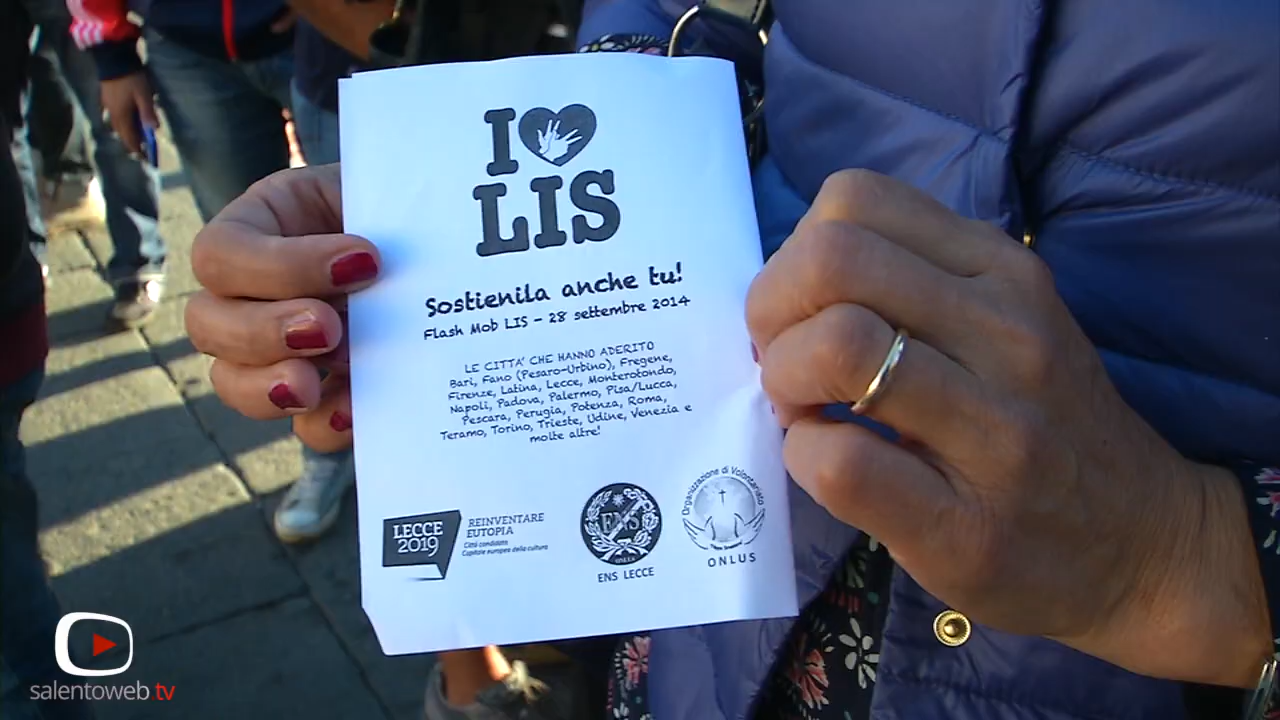 I
LIS
Sostienila anche tu!
Flash Mob LIS - 28 settembre 2014
LE CITTA' CHE HANNO ADERITO
Bari, Fano (Pesaro-Urbino), Fregene,
Firenze, Latina, Lecce, Monterotondo,
Napoli, Padova, Palermo, Pisa/Lucca,
Pescara, Perugia, Potenza, Roma,
Teramo, Torino, Trieste, Udine, Venezia e
molte altre!
LECCE
2019
REINVENTARE
EUTOPIA
Città candidata
Capitale europea della cultura
ENS
ENS LECCE
Organizzazione di Volontariato
ONLUS
salentoweb.tv